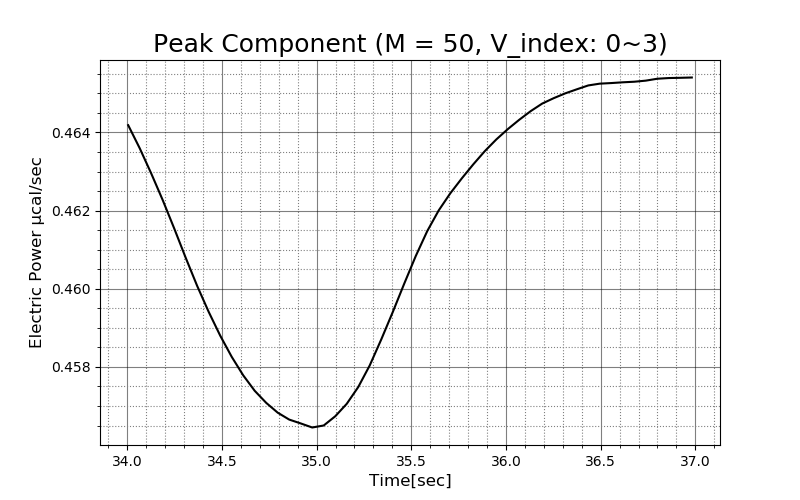 Peak Component (M = 50, V_index: 0~3)
Electric Power μcal/sec
0.464
0.462
0.460
0.458
34.0 34.5 35.0 35.5 36.0 36.5 37.0
Time[sec]